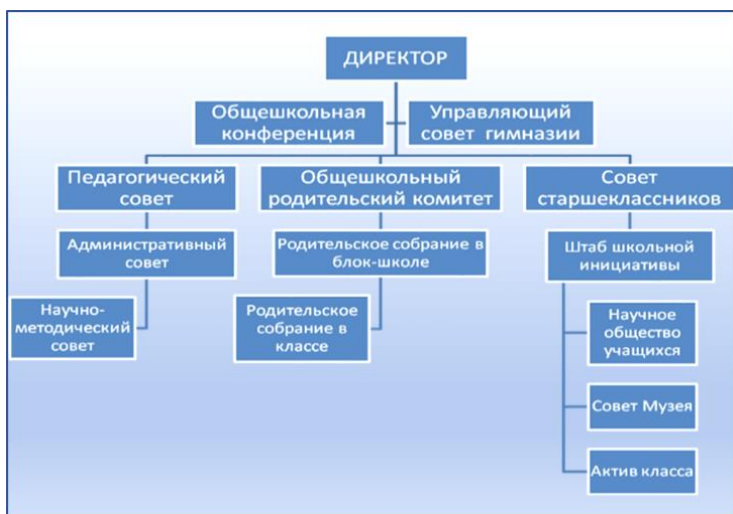 ДИРЕКТОР
Общешкольная
конференция
Управляющий
совет гимназии
Педагогический
совет
Общешкольный
родительский комитет
Совет
старшеклассников
Административный
совет
Родительское собрание в
блок-школе
Штаб школьной
инициативы
Научно-
методический
совет
Родительское
собрание в
классе
Научное
общество
учащихся
Совет Музея
Актив класса